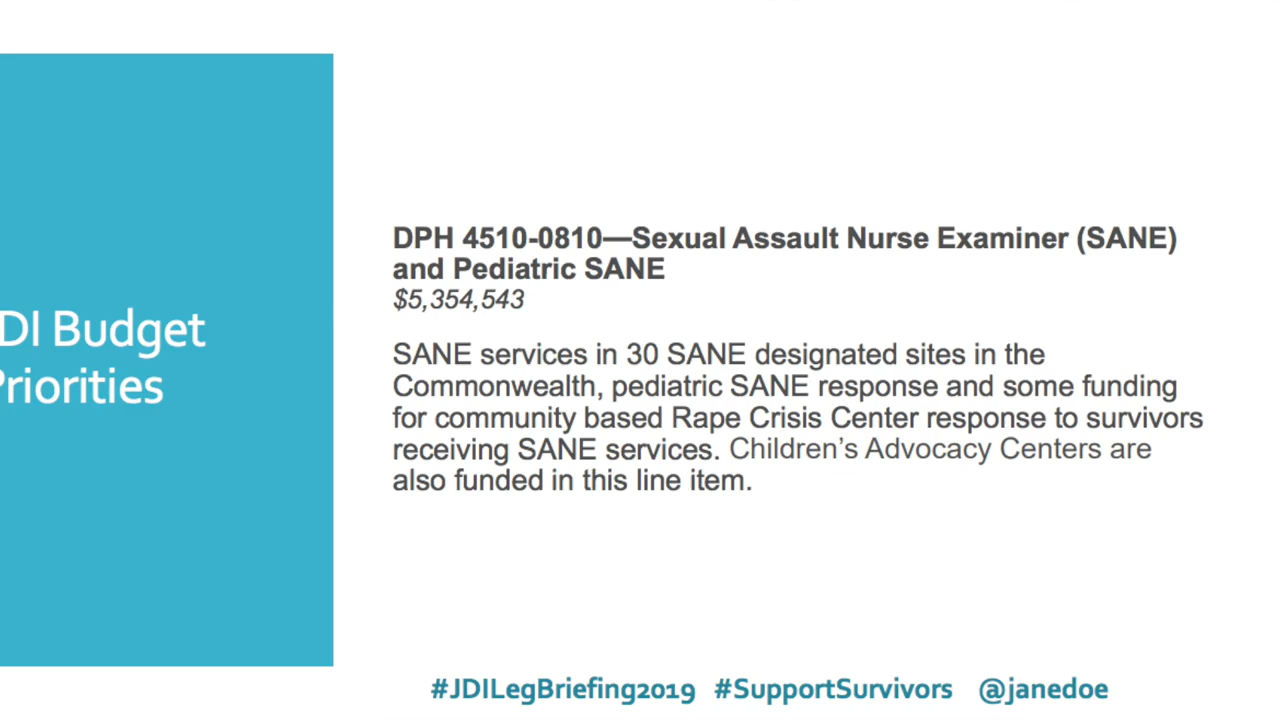 DI Budget
Priorities
DPH 4510-0810—Sexual Assault Nurse Examiner (SANE)
and Pediatric SANE
$5,354,543
SANE services in 30 SANE designated sites in the
Commonwealth, pediatric SANE response and some funding
for community based Rape Crisis Center response to survivors
receiving SANE services. Children’s Advocacy Centers are
also funded in this line item.
#JDILegBriefing2019 #SupportSurvivors @janedoe